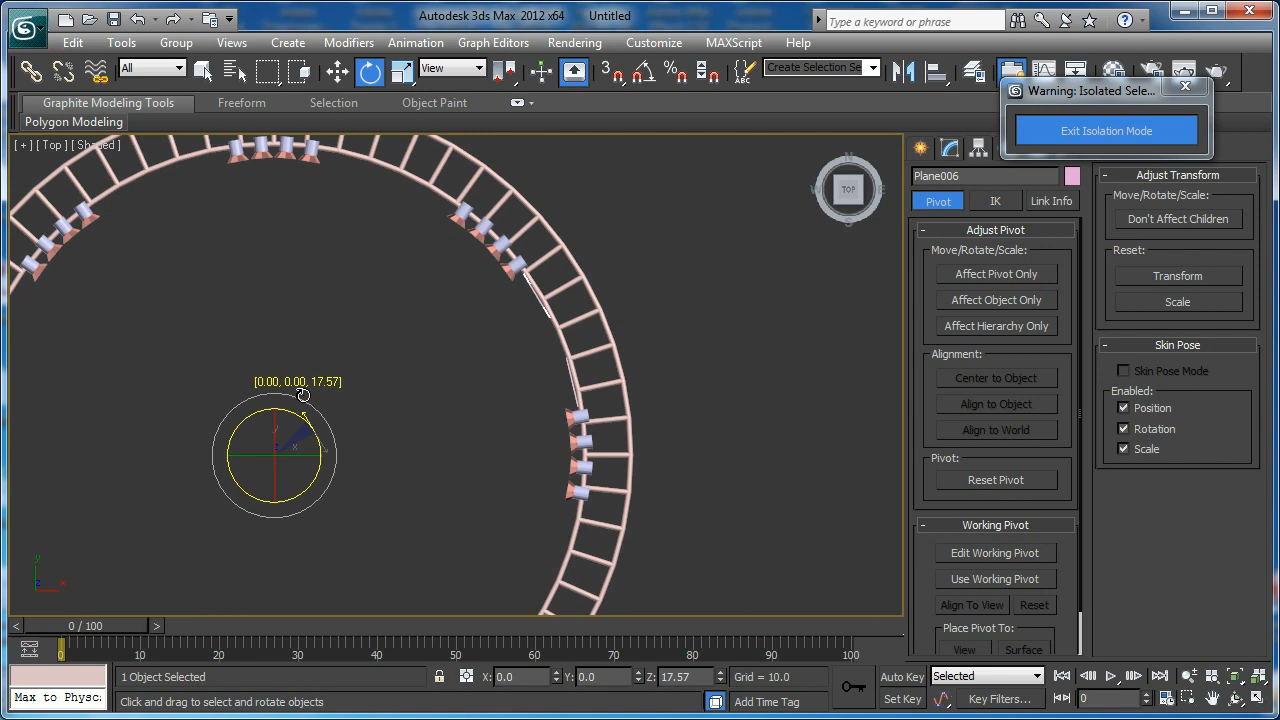 Autodesk 3ds Max 2012 x64 Untitled
Type a keyword or phrase
Edit Tools Group Views Create Modifiers Animation Graph Editors Rendering Customize MAXScript Help
All View 3 Create Selection Se
Graphite Modeling Tools Freeform Selection Object Paint
Warning: Isolated Sele...
Exit Isolation Mode
Polygon Modeling
[ + ] [ Top ] [ Shaded ]
N
W TOP E
S
Plane006
Pivot IK Link Info
- Adjust Pivot
Move/Rotate/Scale:
Affect Pivot Only
Affect Object Only
Affect Hierarchy Only
Alignment:
Center to Object
Align to Object
Align to World
Pivot:
Reset Pivot
- Working Pivot
Edit Working Pivot
Use Working Pivot
Align To View Reset
Place Pivot To:
View Surface
- Adjust Transform
Move/Rotate/Scale:
Don't Affect Children
Reset:
Transform
Scale
- Skin Pose
Skin Pose Mode
Enabled:
Position
Rotation
Scale
[0.00, 0.00, 17.57]
y
x
y
z x
< 0 / 100 >
0 10 20 30 40 50 60 70 80 90 100
1 Object Selected X: 0.0 Y: 0.0 Z: 17.57 Grid = 10.0 Auto Key Selected
Max to Physc: Click and drag to select and rotate objects Add Time Tag Set Key Key Filters... 0